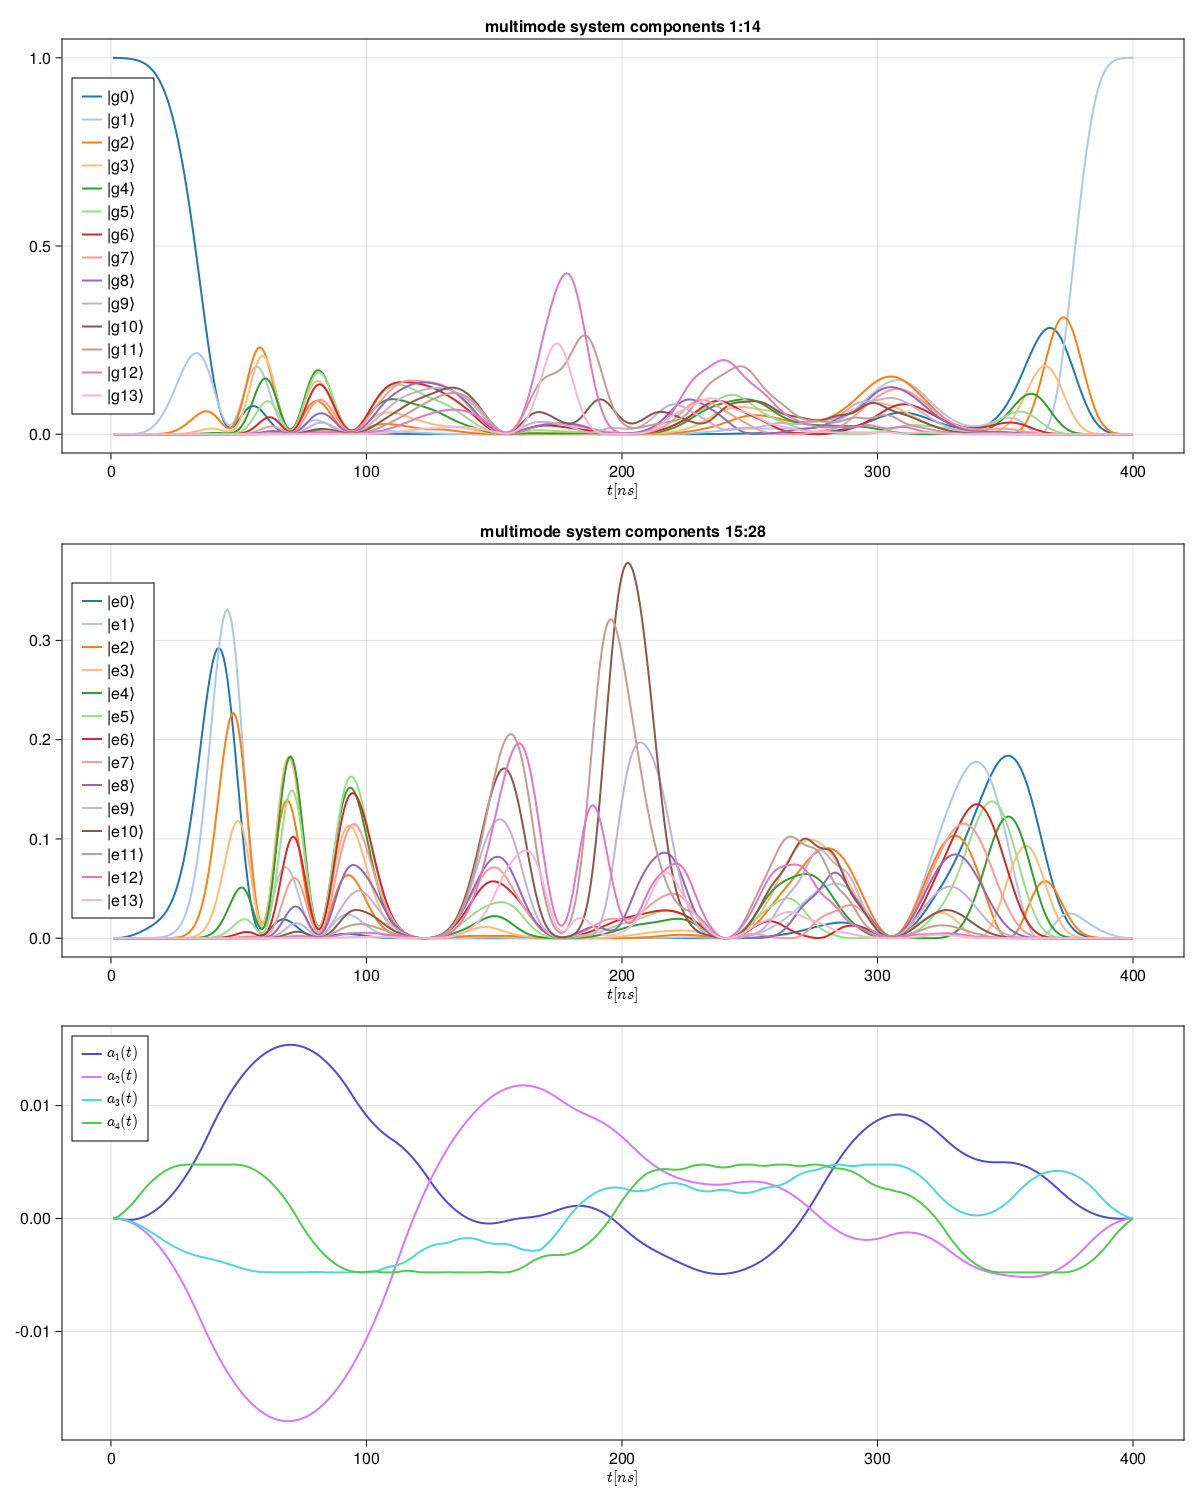 multimode system components 1:14
1.0
0.5
0.0
|g0⟩
|g1⟩
|g2⟩
|g3⟩
|g4⟩
|g5⟩
|g6⟩
|g7⟩
|g8⟩
|g9⟩
|g10⟩
|g11⟩
|g12⟩
|g13⟩
0 100 200 300 400
t[ns]
multimode system components 15:28
0.3
0.2
0.1
0.0
|e0⟩
|e1⟩
|e2⟩
|e3⟩
|e4⟩
|e5⟩
|e6⟩
|e7⟩
|e8⟩
|e9⟩
|e10⟩
|e11⟩
|e12⟩
|e13⟩
0 100 200 300 400
t[ns]
0.01
0.00
-0.01
a₁(t)
a₂(t)
a₃(t)
a₄(t)
0 100 200 300 400
t[ns]